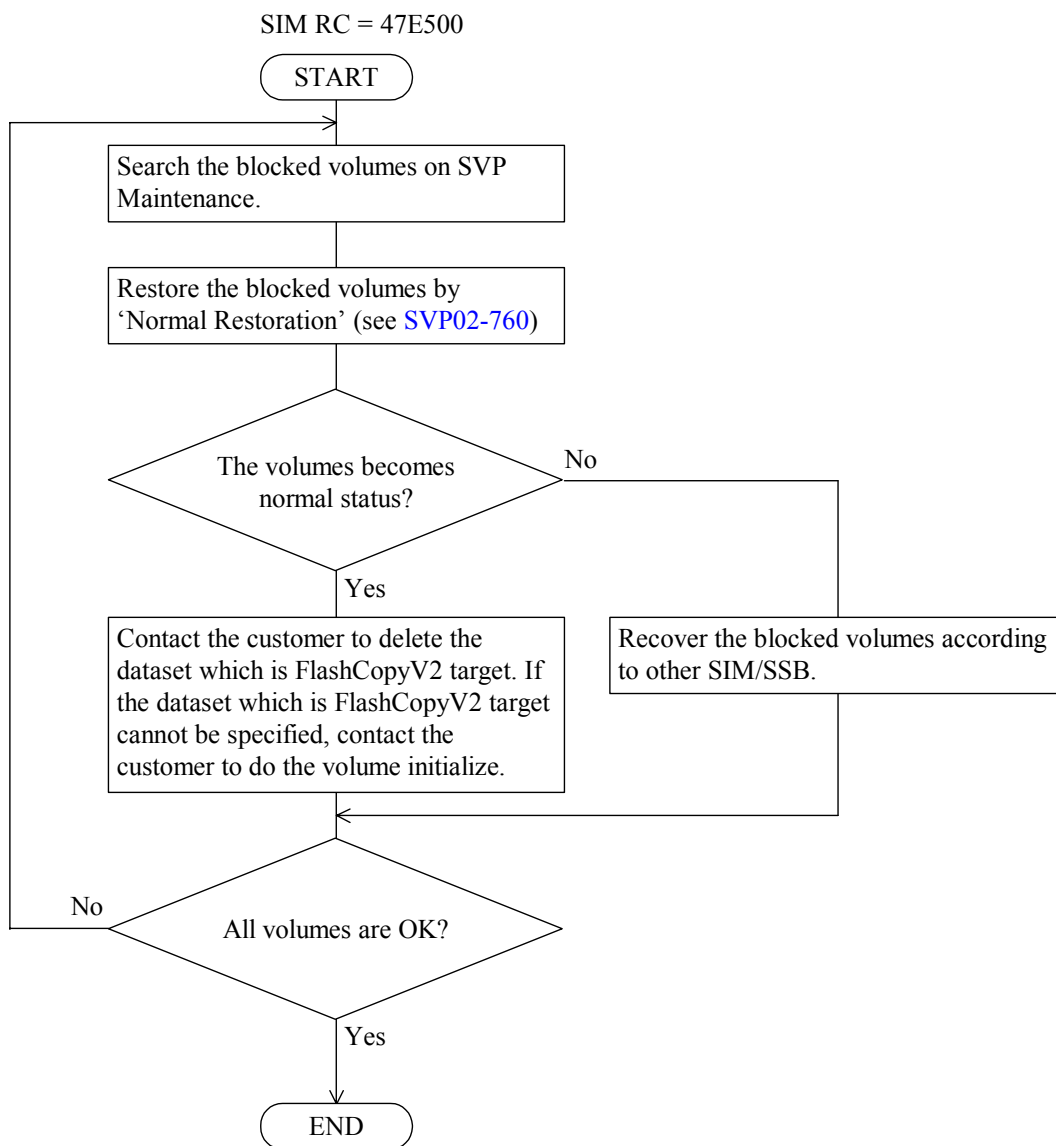 SIM RC = 47E500
START
Search the blocked volumes on SVP
Maintenance.
Restore the blocked volumes by
‘Normal Restoration’ (see SVP02-760)
The volumes becomes
normal status?
No
Yes
Contact the customer to delete the
dataset which is FlashCopyV2 target. If
the dataset which is FlashCopyV2 target
cannot be specified, contact the
customer to do the volume initialize.
Recover the blocked volumes according
to other SIM/SSB.
No
All volumes are OK?
Yes
END